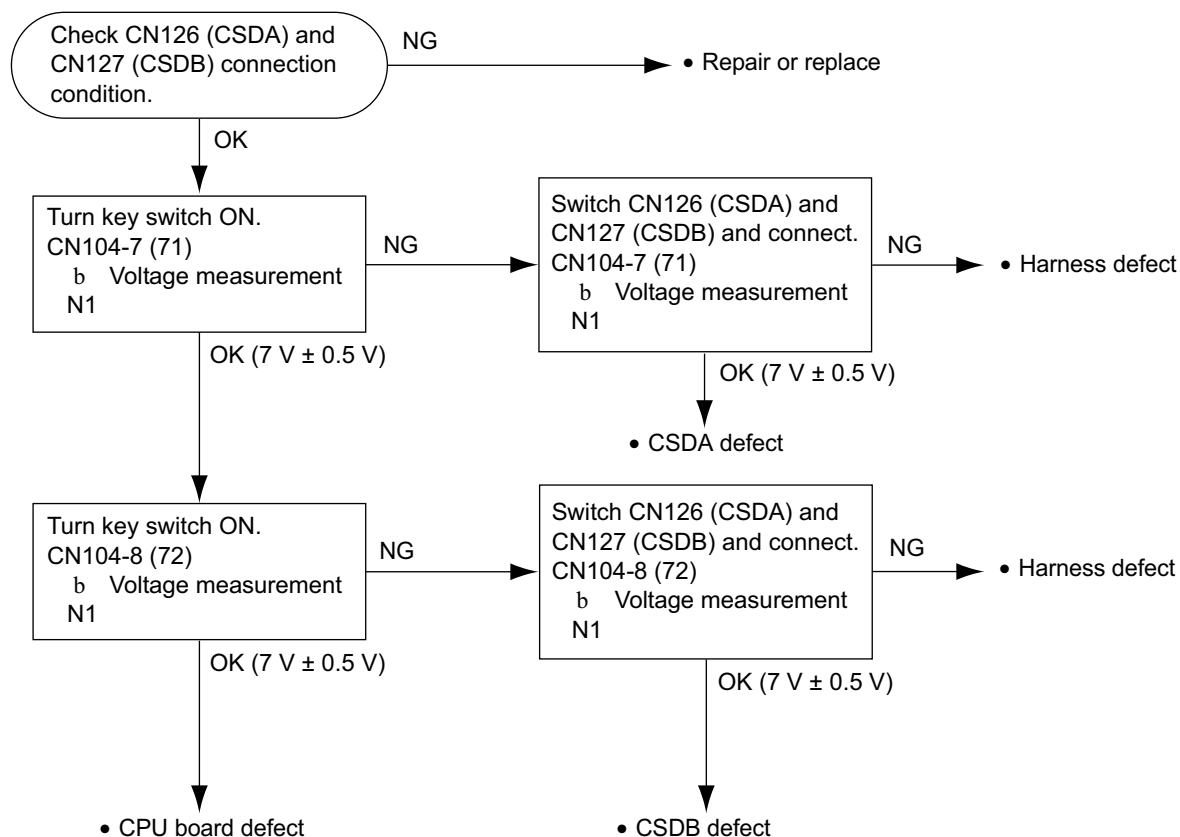 Check CN126 (CSDA) and
CN127 (CSDB) connection
condition.
NG
• Repair or replace
OK
Turn key switch ON.
CN104-7 (71)
b Voltage measurement
N1
NG
Switch CN126 (CSDA) and
CN127 (CSDB) and connect.
CN104-7 (71)
b Voltage measurement
N1
NG
• Harness defect
OK (7 V ± 0.5 V)
OK (7 V ± 0.5 V)
• CSDA defect
Turn key switch ON.
CN104-8 (72)
b Voltage measurement
N1
NG
Switch CN126 (CSDA) and
CN127 (CSDB) and connect.
CN104-8 (72)
b Voltage measurement
N1
NG
• Harness defect
OK (7 V ± 0.5 V)
OK (7 V ± 0.5 V)
• CPU board defect
• CSDB defect